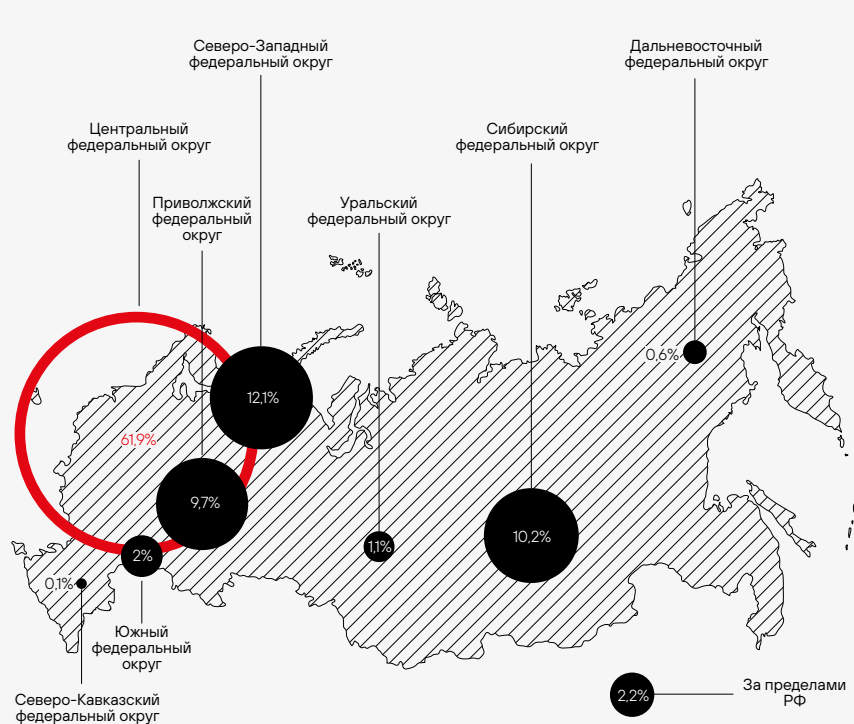 Северо-Западный
федеральный округ
Дальневосточный
федеральный округ
Центральный
федеральный округ
Сибирский
федеральный округ
Приволжский
федеральный
округ
Уральский
федеральный округ
0,6%
12,1%
61,9%
9,7%
10,2%
1,1%
2%
0,1%
Южный
федеральный
округ
Северо-Кавказский
федеральный округ
2,2%
За пределами
РФ